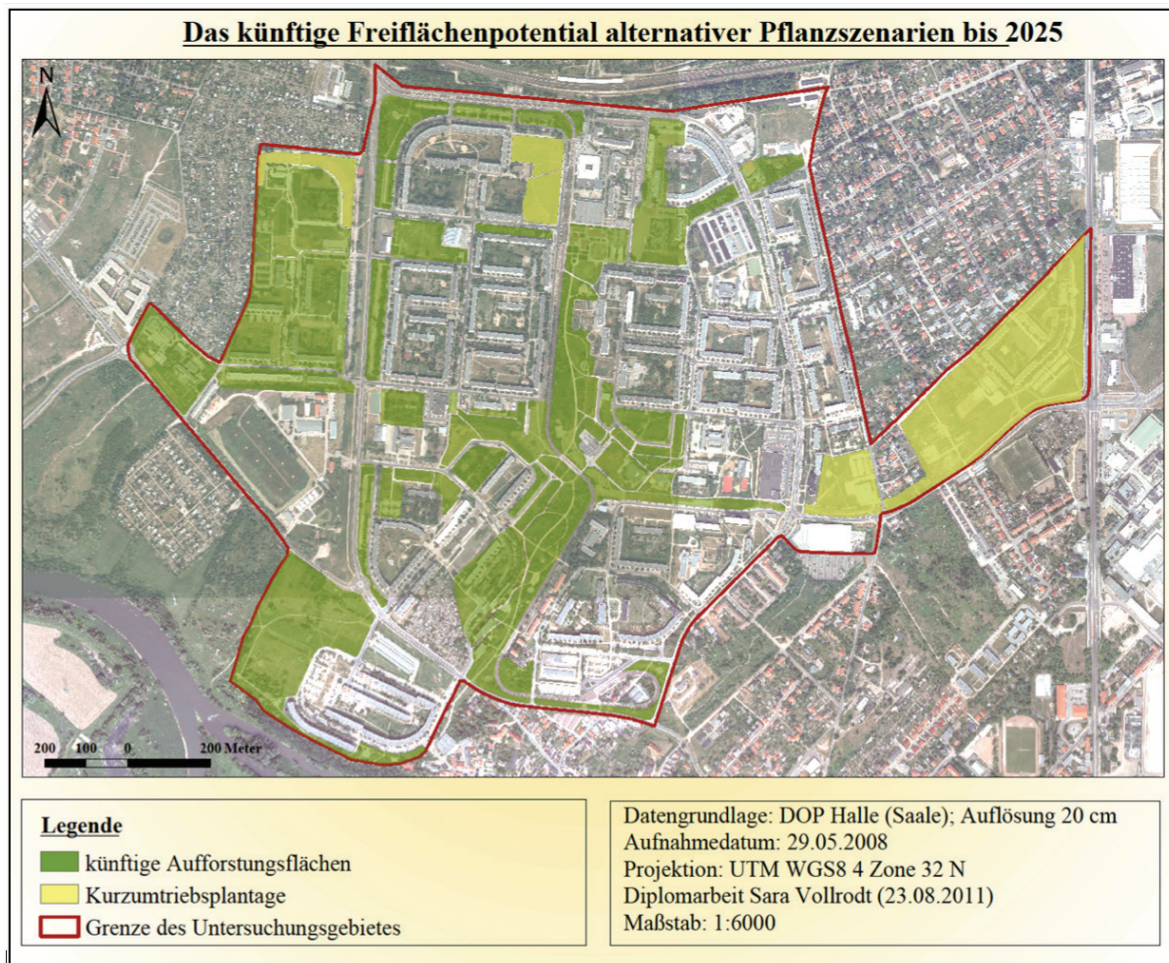 Das künftige Freiflächenpotential alternativer Pflanzszenarien bis 2025
N
200 100 0 200 Meter
Legende
künftige Aufforstungsflächen
Kurzumtriebsplantage
Grenze des Untersuchungsgebietes
Datengrundlage: DOP Halle (Saale); Auflösung 20 cm
Aufnahmedatum: 29.05.2008
Projektion: UTM WGS8 4 Zone 32 N
Diplomarbeit Sara Vollrodt (23.08.2011)
Maßstab: 1:6000